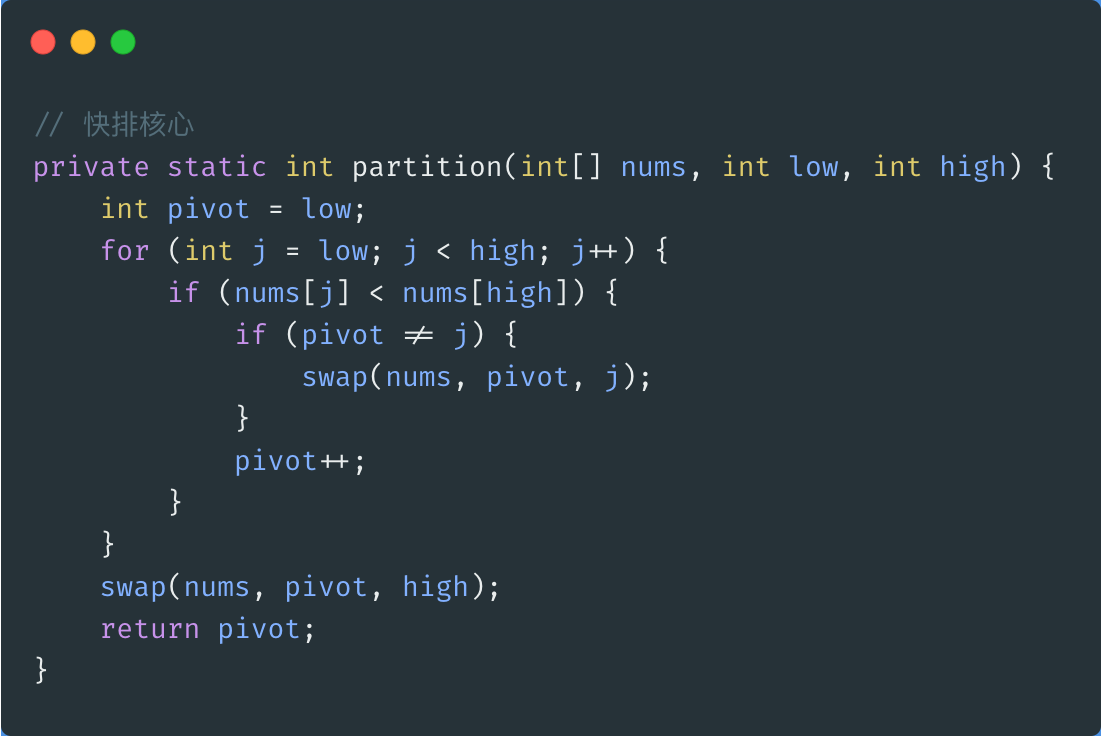 // 快排核心
private static int partition(int[] nums, int low, int high) {
    int pivot = low;
    for (int j = low; j < high; j++) {
        if (nums[j] < nums[high]) {
            if (pivot != j) {
                swap(nums, pivot, j);
            }
            pivot++;
        }
    }
    swap(nums, pivot, high);
    return pivot;
}